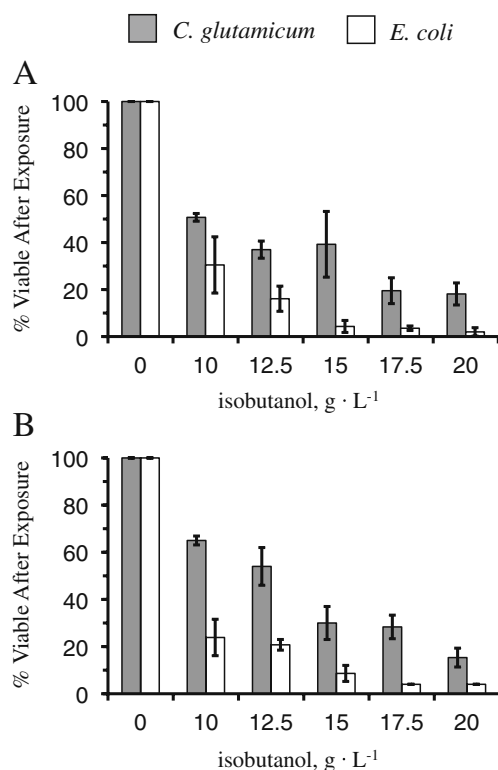 C. glutamicum E. coli
A
% Viable After Exposure
100
80
60
40
20
0
0 10 12.5 15 17.5 20
isobutanol, g · L⁻¹
B
% Viable After Exposure
100
80
60
40
20
0
0 10 12.5 15 17.5 20
isobutanol, g · L⁻¹